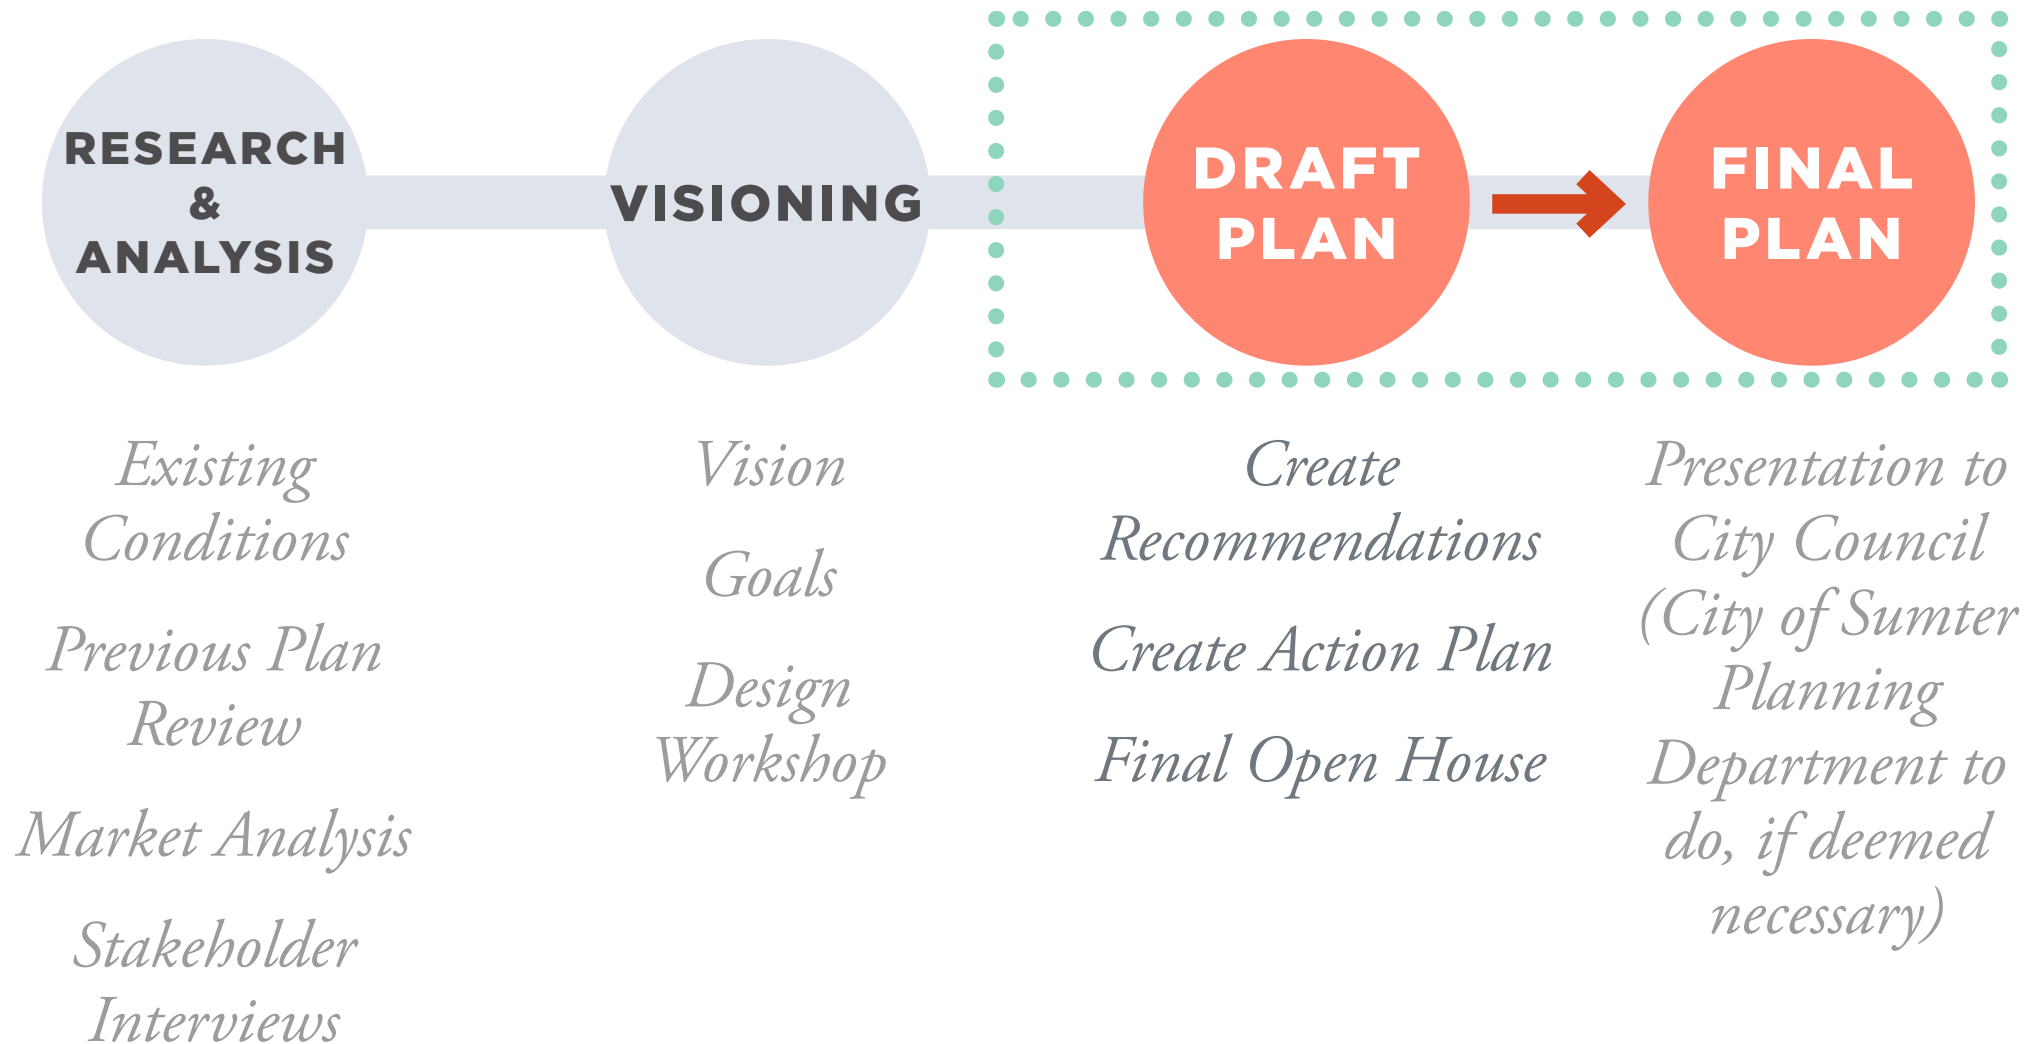 RESEARCH
&
ANALYSIS
VISIONING
DRAFT
PLAN
FINAL
PLAN
Existing
Conditions
Previous Plan
Review
Market Analysis
Stakeholder
Interviews
Vision
Goals
Design
Workshop
Create
Recommendations
Create Action Plan
Final Open House
Presentation to
City Council
(City of Sumter
Planning
Department to
do, if deemed
necessary)